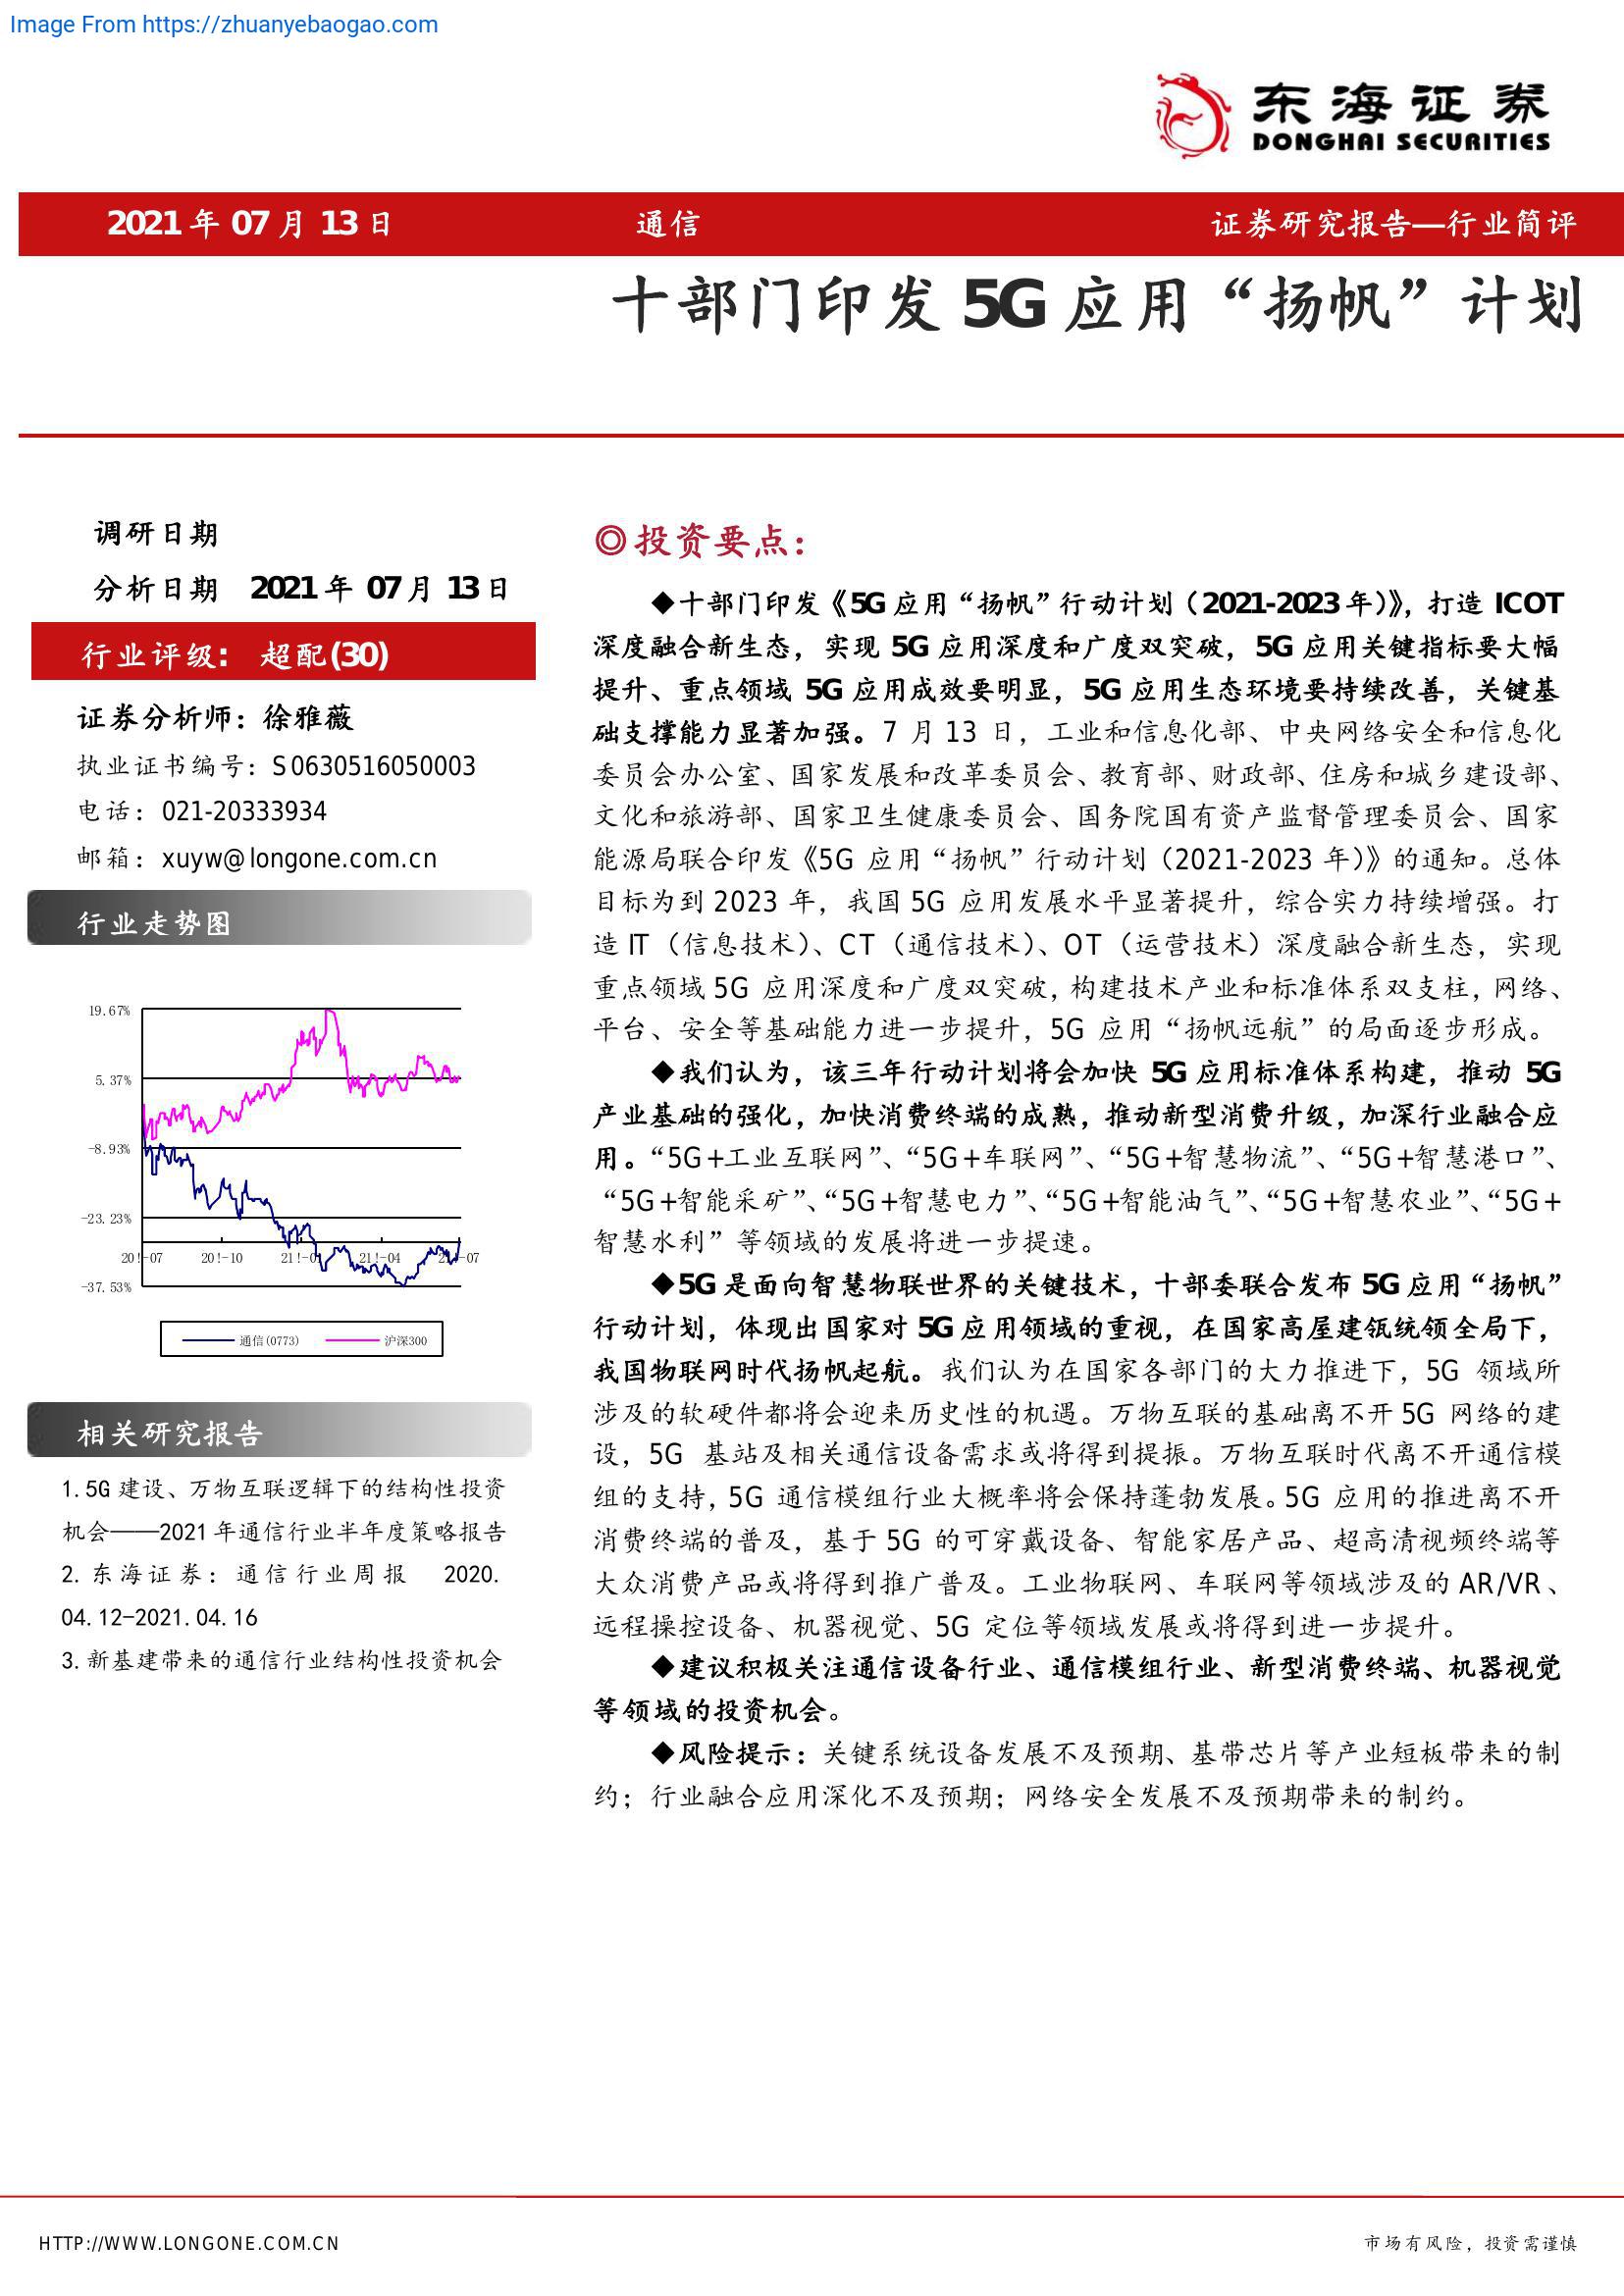 Image From https://zhuanyebaogao.com
东海证券
DONGHAI SECURITIES
2021 年 07 月 13 日 通信 证券研究报告—行业简评
十部门印发 5G 应用“扬帆”计划
调研日期
分析日期 2021 年 07 月 13 日
行业评级： 超配(30)
证券分析师：徐雅薇
执业证书编号：S0630516050003
电话：021-20333934
邮箱：xuyw@longone.com.cn
行业走势图
19.67%
5.37%
-8.93%
-23.23%
-37.53%
20!-07 20!-10 21!-0 21!-04 -07
通信(0773) 沪深300
相关研究报告
1.5G 建设、万物互联逻辑下的结构性投资
机会——2021 年通信行业半年度策略报告
2.东海证券：通信行业周报 2020.
04.12-2021.04.16
3.新基建带来的通信行业结构性投资机会
◎投资要点：
◆十部门印发《5G 应用“扬帆”行动计划（2021-2023 年）》，打造 ICOT
深度融合新生态，实现 5G 应用深度和广度双突破，5G 应用关键指标要大幅
提升、重点领域 5G 应用成效要明显，5G 应用生态环境要持续改善，关键基
础支撑能力显著加强。7 月 13 日，工业和信息化部、中央网络安全和信息化
委员会办公室、国家发展和改革委员会、教育部、财政部、住房和城乡建设部、
文化和旅游部、国家卫生健康委员会、国务院国有资产监督管理委员会、国家
能源局联合印发《5G 应用“扬帆”行动计划（2021-2023 年）》的通知。总体
目标为到 2023 年，我国 5G 应用发展水平显著提升，综合实力持续增强。打
造 IT（信息技术）、CT（通信技术）、OT（运营技术）深度融合新生态，实现
重点领域 5G 应用深度和广度双突破，构建技术产业和标准体系双支柱，网络、
平台、安全等基础能力进一步提升，5G 应用“扬帆远航”的局面逐步形成。
◆我们认为，该三年行动计划将会加快 5G 应用标准体系构建，推动 5G
产业基础的强化，加快消费终端的成熟，推动新型消费升级，加深行业融合应
用。“5G+工业互联网”、“5G+车联网”、“5G+智慧物流”、“5G+智慧港口”、
“5G+智能采矿”、“5G+智慧电力”、“5G+智能油气”、“5G+智慧农业”、“5G+
智慧水利”等领域的发展将进一步提速。
◆5G 是面向智慧物联世界的关键技术，十部委联合发布 5G 应用“扬帆”
行动计划，体现出国家对 5G 应用领域的重视，在国家高屋建瓴统领全局下，
我国物联网时代扬帆起航。我们认为在国家各部门的大力推进下，5G 领域所
涉及的软硬件都将会迎来历史性的机遇。万物互联的基础离不开 5G 网络的建
设，5G 基站及相关通信设备需求或将得到提振。万物互联时代离不开通信模
组的支持，5G 通信模组行业大概率将会保持蓬勃发展。5G 应用的推进离不开
消费终端的普及，基于 5G 的可穿戴设备、智能家居产品、超高清视频终端等
大众消费产品或将得到推广普及。工业物联网、车联网等领域涉及的 AR/VR、
远程操控设备、机器视觉、5G 定位等领域发展或将得到进一步提升。
◆建议积极关注通信设备行业、通信模组行业、新型消费终端、机器视觉
等领域的投资机会。
◆风险提示：关键系统设备发展不及预期、基带芯片等产业短板带来的制
约；行业融合应用深化不及预期；网络安全发展不及预期带来的制约。
HTTP://WWW.LONGONE.COM.CN 市场有风险，投资需谨慎